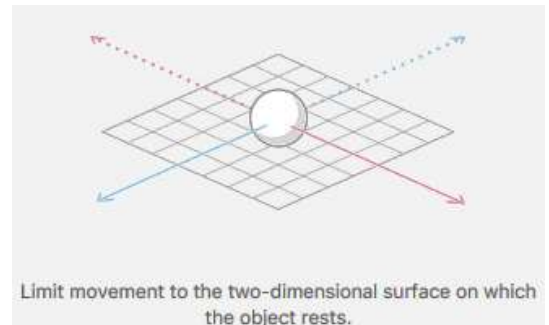 Limit movement to the two-dimensional surface on which
the object rests.